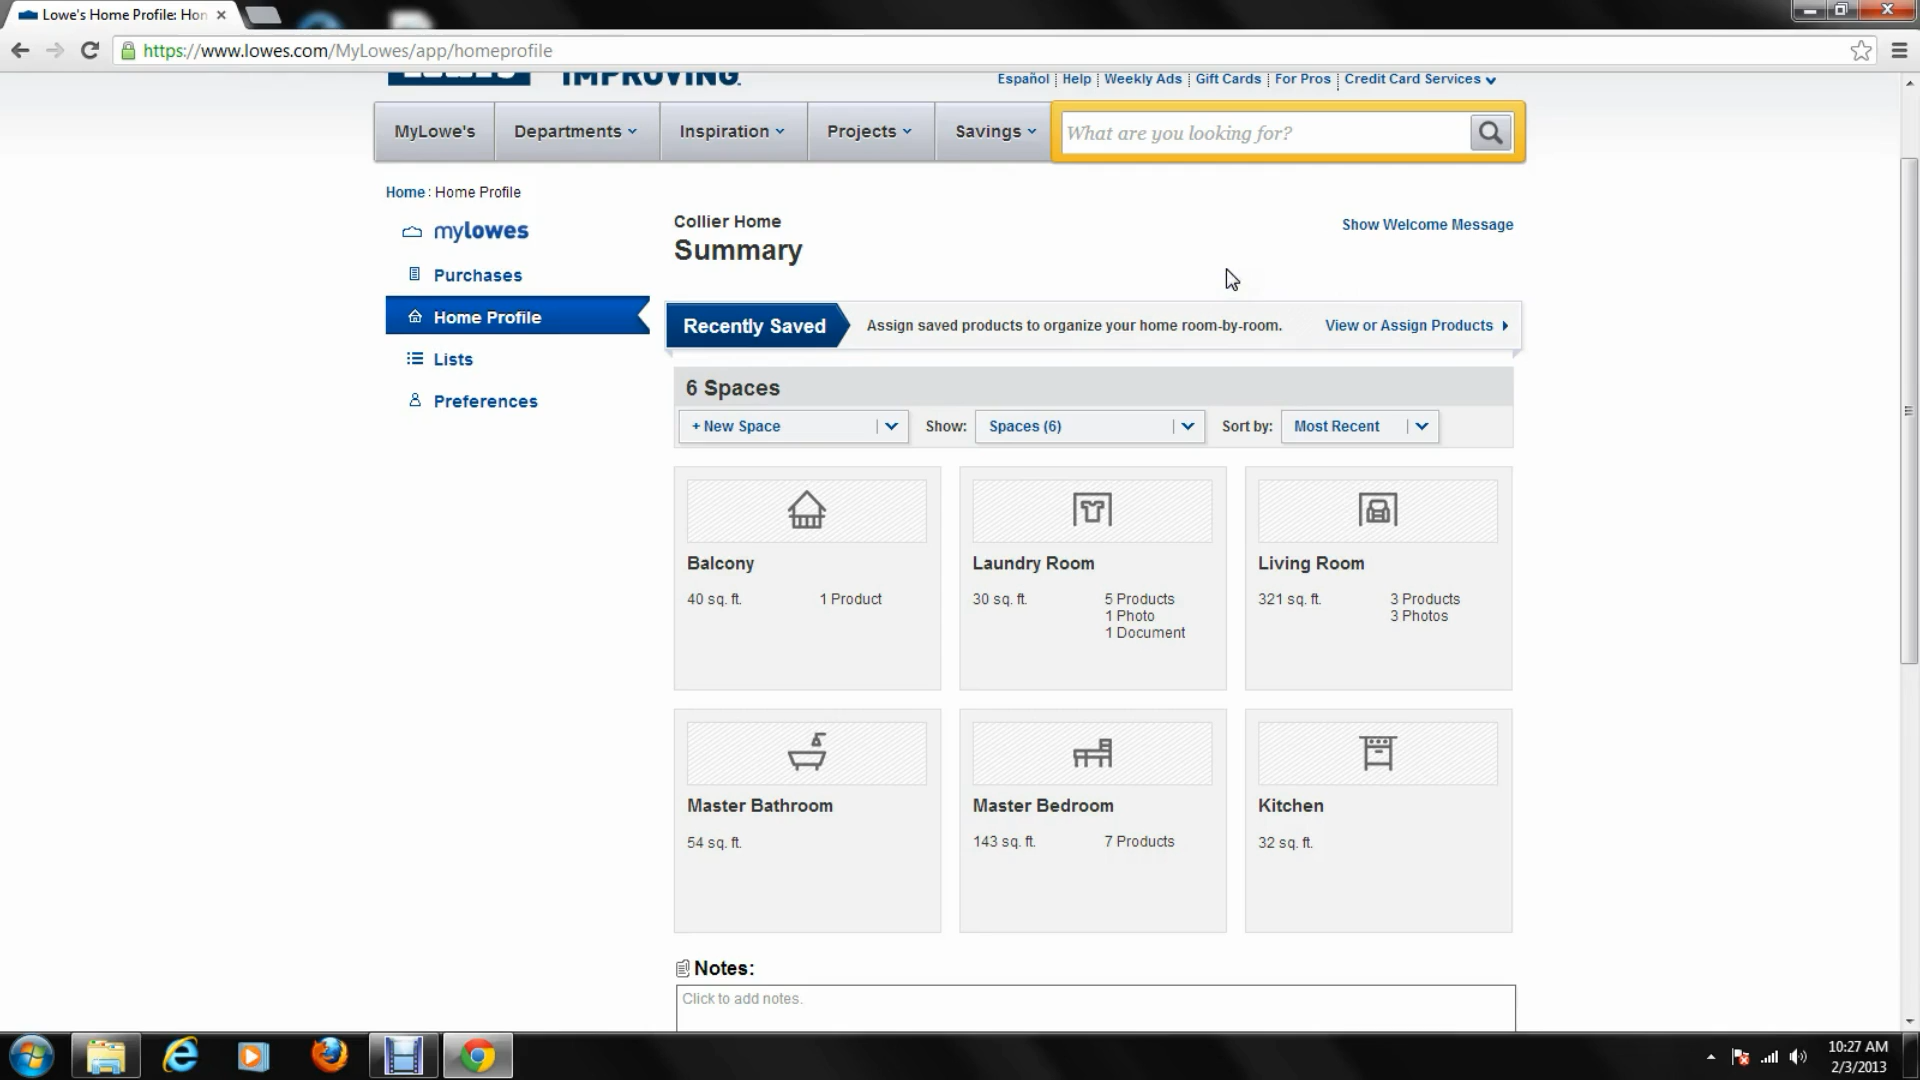 Lowe's Home Profile: Hon
https://www.lowes.com/MyLowes/app/homeprofile
LOWE'S IMPROVING.
Español Help Weekly Ads Gift Cards For Pros Credit Card Services
MyLowe's Departments Inspiration Projects Savings What are you looking for?
Home : Home Profile
mylowes
Purchases
Home Profile
Lists
Preferences
Collier Home
Show Welcome Message
Summary
Recently Saved Assign saved products to organize your home room-by-room. View or Assign Products
6 Spaces
+ New Space Show: Spaces (6) Sort by: Most Recent
Balcony
40 sq. ft. 1 Product
Laundry Room
30 sq. ft. 5 Products
1 Photo
1 Document
Living Room
321 sq. ft. 3 Products
3 Photos
Master Bathroom
54 sq. ft.
Master Bedroom
143 sq. ft. 7 Products
Kitchen
32 sq. ft.
Notes:
Click to add notes.
10:27 AM
2/3/2013